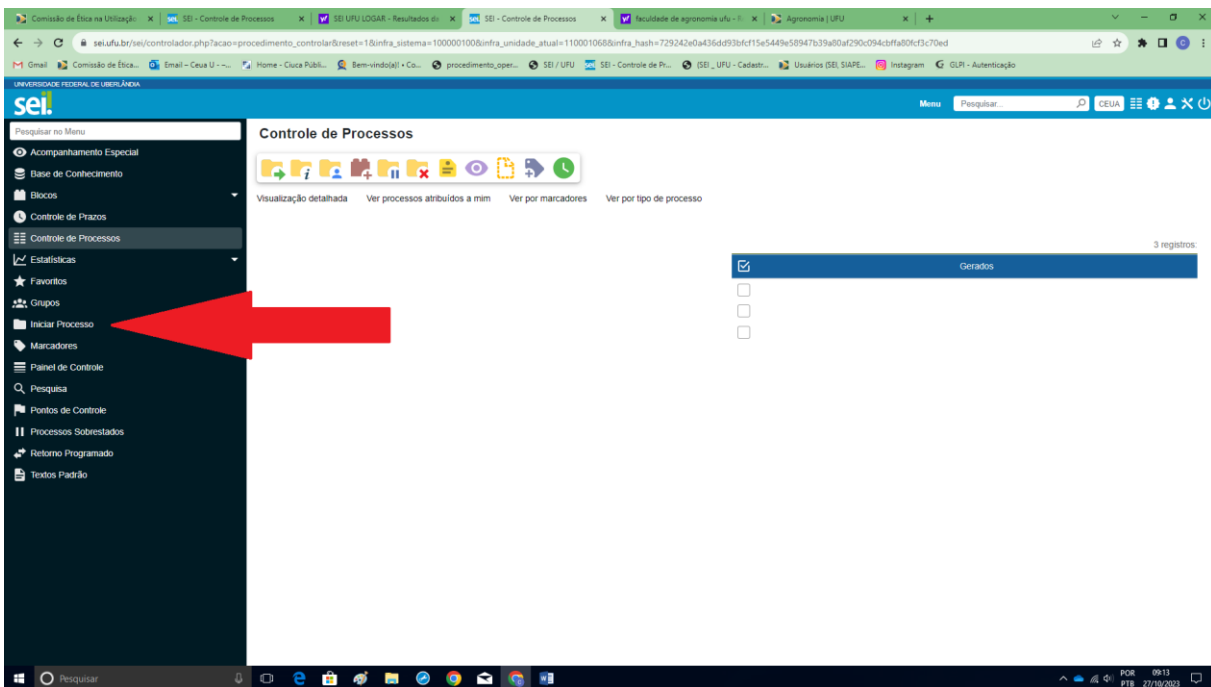 Comissão de Ética na Utilizaçã
SEI - Controle de Processos
SEI UFU LOGAR - Resultados d
SEI - Controle de Processos
faculdade de agronomia ufu -
Agronomia | UFU
sei.ufu.br/sei/controlador.php?acao=procedimento_controlar&reset=1&infra_sistema=100000100&infra_unidade_atual=110001068&infra_hash=729242e0a436dd93bfcf15e5449e58947b39a80af290c094cbffa80fcf3c70ed
Gmail
Comissão de Ética...
Email – Ceua U - –...
Home - Ciuca Públi...
Bem-vindo(a)! • Co...
procedimento_oper...
SEI / UFU
SEI - Controle de Pr...
(SEI _ UFU - Cadastr...
Usuários (SEI, SIAPE...
Instagram
GLPI - Autenticação
UNIVERSIDADE FEDERAL DE UBERLÂNDIA
sei!
Menu
Pesquisar...
CEUA
Pesquisar no Menu
Acompanhamento Especial
Base de Conhecimento
Blocos
Controle de Prazos
Controle de Processos
Estatísticas
Favoritos
Grupos
Iniciar Processo
Marcadores
Painel de Controle
Pesquisa
Pontos de Controle
Processos Sobrestados
Retorno Programado
Textos Padrão
Controle de Processos
Visualização detalhada
Ver processos atribuídos a mim
Ver por marcadores
Ver por tipo de processo
3 registros:
Gerados
Pesquisar
POR
PTB
09:13
27/10/2023